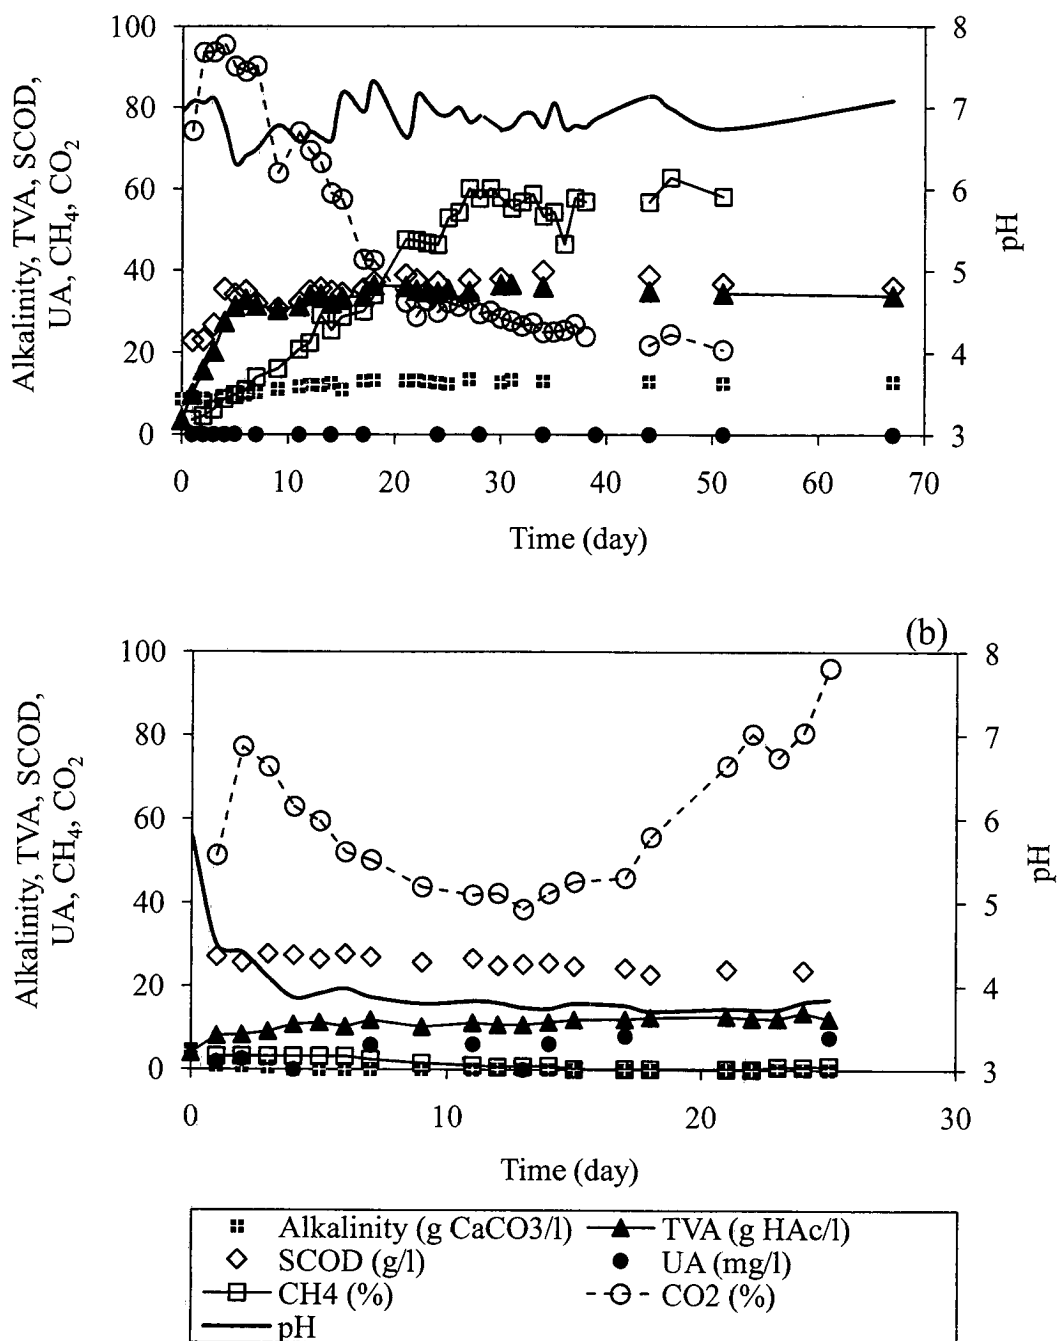 100
80
60
40
20
0
Alkalinity, TVA, SCOD,
UA, CH4, CO2
8
7
6
5
4
3
pH
0 10 20 30 40 50 60 70
Time (day)
(b)
100
80
60
40
20
0
Alkalinity, TVA, SCOD,
UA, CH4, CO2
8
7
6
5
4
3
pH
0 10 20 30
Time (day)
Alkalinity (g CaCO3/l) TVA (g HAc/l)
SCOD (g/l) UA (mg/l)
CH4 (%) CO2 (%)
pH